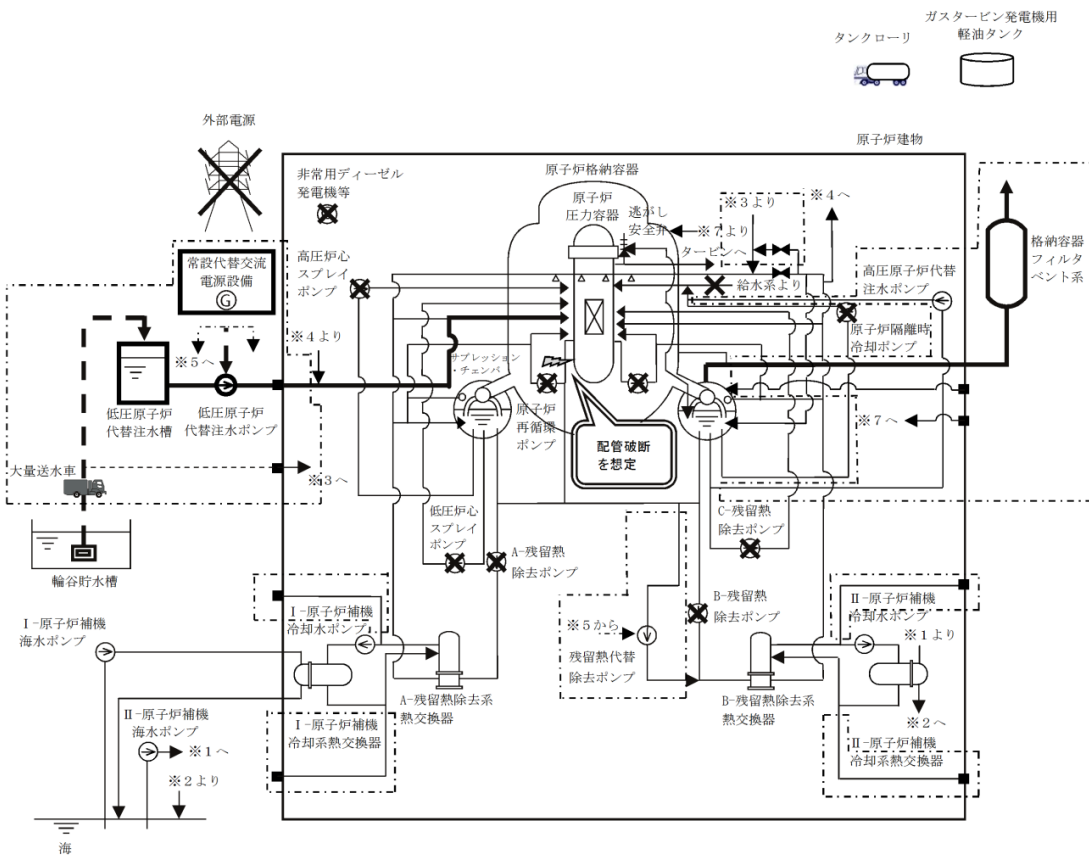 ガスタービン発電機用
軽油タンク
タンクローリ
外部電源
原子炉建物
非常用ディーゼル
発電機等
原子炉格納容器
原子炉
圧力容器
逃がし
安全弁
※7より
※3より
※4へ
タービンへ
格納容器
フィルタ
ベント系
常設代替交流
電源設備
G
高圧炉心
スプレイ
ポンプ
給水系より
高圧原子炉代替
注水ポンプ
原子炉隔離時
冷却ポンプ
※4より
※5へ
サプレッション
・チェンバ
低圧原子炉
代替注水槽
低圧原子炉
代替注水ポンプ
原子炉
再循環
ポンプ
配管破断
を想定
※7へ
大量送水車
※3へ
輪谷貯水槽
低圧炉心
スプレイ
ポンプ
A-残留熱
除去ポンプ
C-残留熱
除去ポンプ
B-残留熱
除去ポンプ
Ⅰ-原子炉補機
冷却水ポンプ
※5から
残留熱代替
除去ポンプ
Ⅱ-原子炉補機
冷却水ポンプ
※1より
Ⅰ-原子炉補機
海水ポンプ
A-残留熱除去系
熱交換器
B-残留熱除去系
熱交換器
※2へ
Ⅱ-原子炉補機
海水ポンプ
※1へ
※2より
Ⅰ-原子炉補機
冷却系熱交換器
Ⅱ-原子炉補機
冷却系熱交換器
海